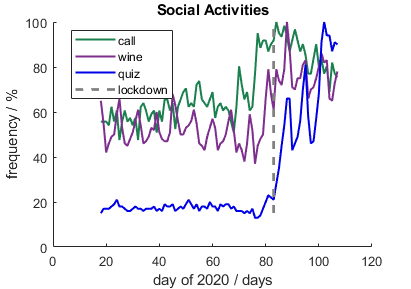 Social Activities
call
wine
quiz
lockdown
frequency / %
100
80
60
40
20
0
0 20 40 60 80 100 120
day of 2020 / days